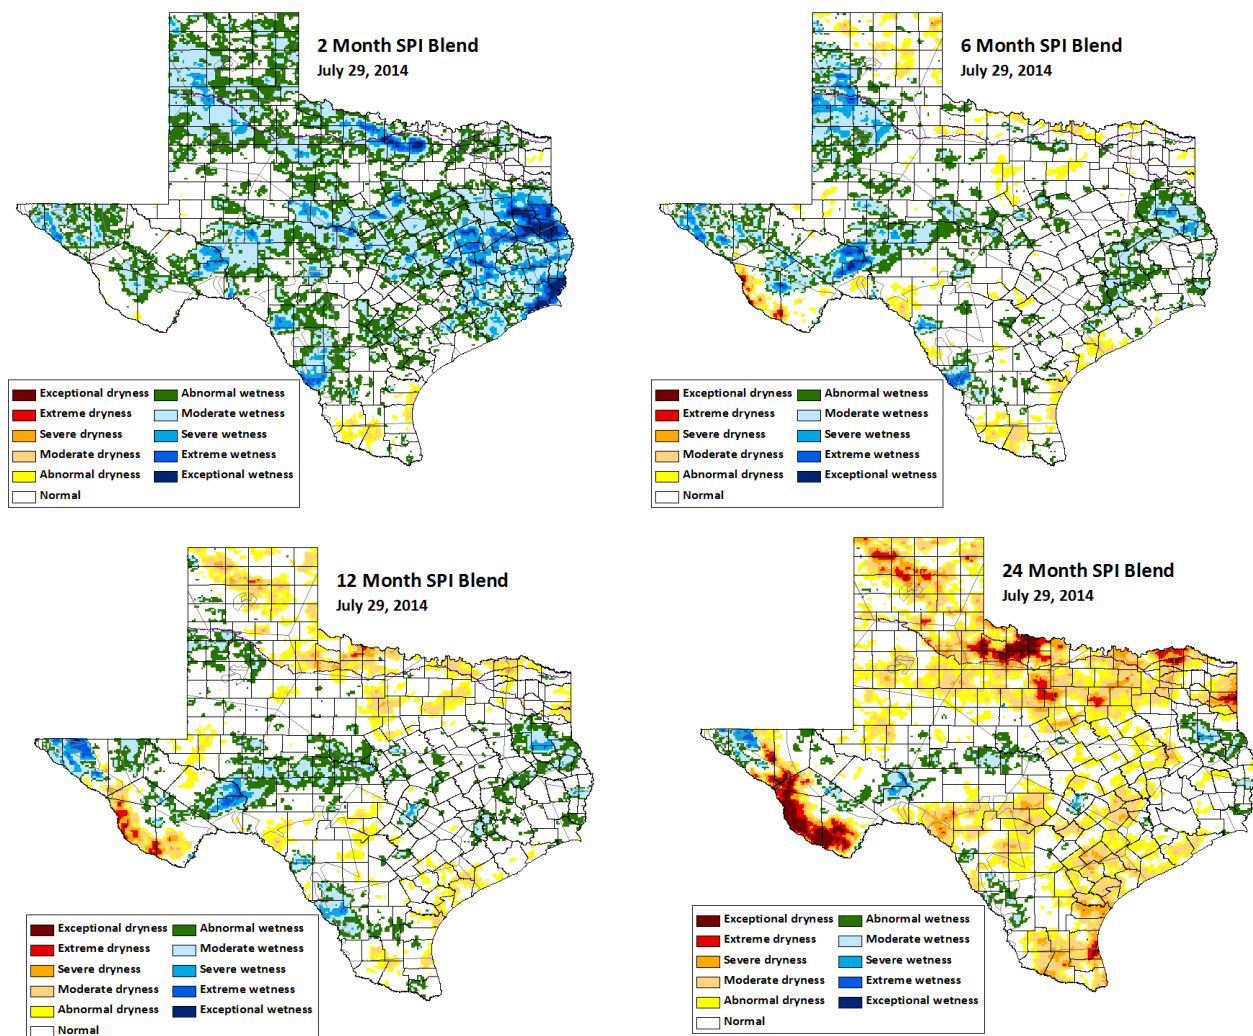 2 Month SPI Blend
July 29, 2014
Exceptional dryness Abnormal wetness
Extreme dryness Moderate wetness
Severe dryness Severe wetness
Moderate dryness Extreme wetness
Abnormal dryness Exceptional wetness
Normal
6 Month SPI Blend
July 29, 2014
Exceptional dryness Abnormal wetness
Extreme dryness Moderate wetness
Severe dryness Severe wetness
Moderate dryness Extreme wetness
Abnormal dryness Exceptional wetness
Normal
12 Month SPI Blend
July 29, 2014
Exceptional dryness Abnormal wetness
Extreme dryness Moderate wetness
Severe dryness Severe wetness
Moderate dryness Extreme wetness
Abnormal dryness Exceptional wetness
Normal
24 Month SPI Blend
July 29, 2014
Exceptional dryness Abnormal wetness
Extreme dryness Moderate wetness
Severe dryness Severe wetness
Moderate dryness Extreme wetness
Abnormal dryness Exceptional wetness
Normal